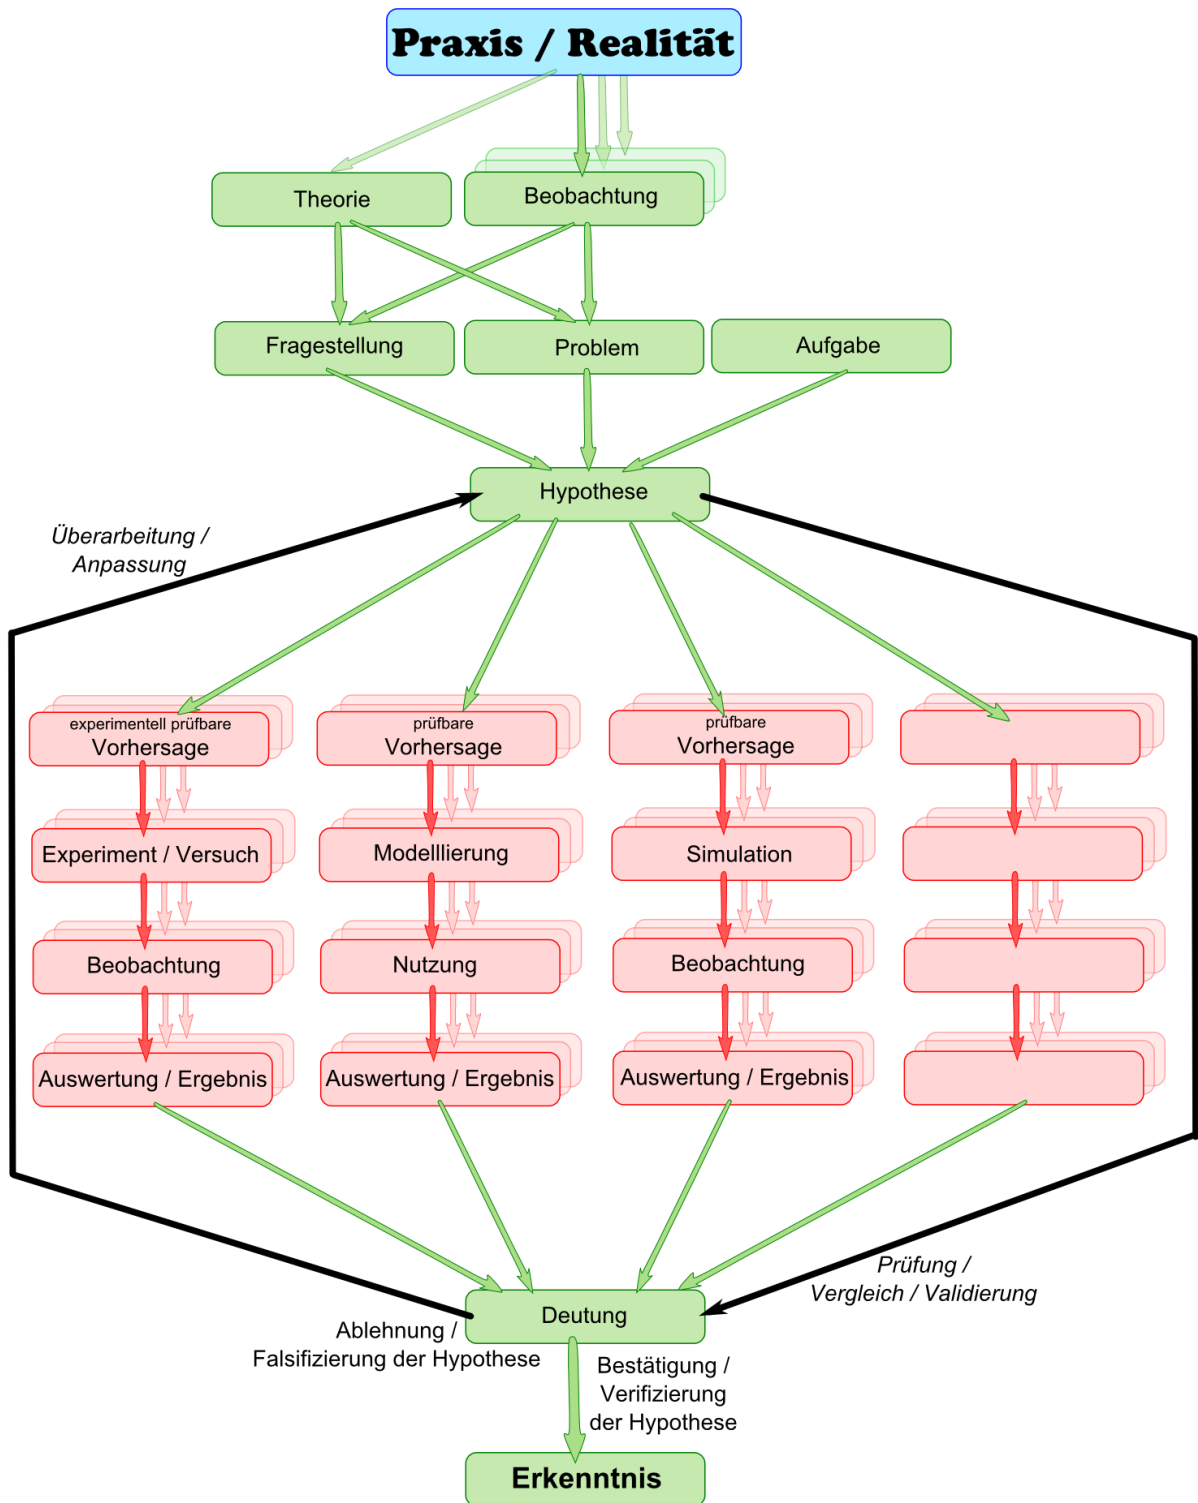 Praxis / Realität
Theorie
Beobachtung
Fragestellung
Problem
Aufgabe
Hypothese
Überarbeitung /
Anpassung
experimentell prüfbare
Vorhersage
prüfbare
Vorhersage
prüfbare
Vorhersage
Experiment / Versuch
Modelllierung
Simulation
Beobachtung
Nutzung
Beobachtung
Auswertung / Ergebnis
Auswertung / Ergebnis
Auswertung / Ergebnis
Prüfung /
Vergleich / Validierung
Deutung
Ablehnung /
Falsifizierung der Hypothese
Bestätigung /
Verifizierung
der Hypothese
Erkenntnis